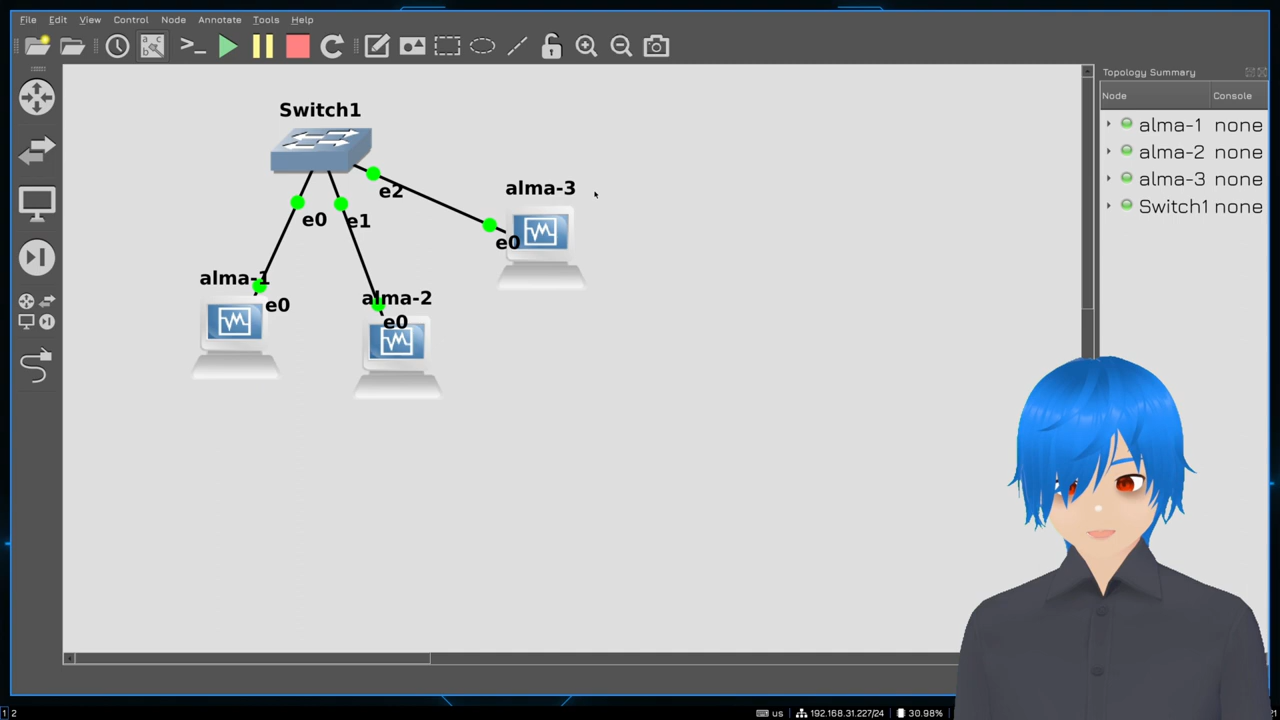 File Edit View Control Node Annotate Tools Help
Topology Summary
Node Console
alma-1 none
alma-2 none
alma-3 none
Switch1 none
Switch1
e2
e0
e1
alma-3
e0
alma-1
e0
alma-2
e0
1 2
us 192.168.31.227/24 30.98%